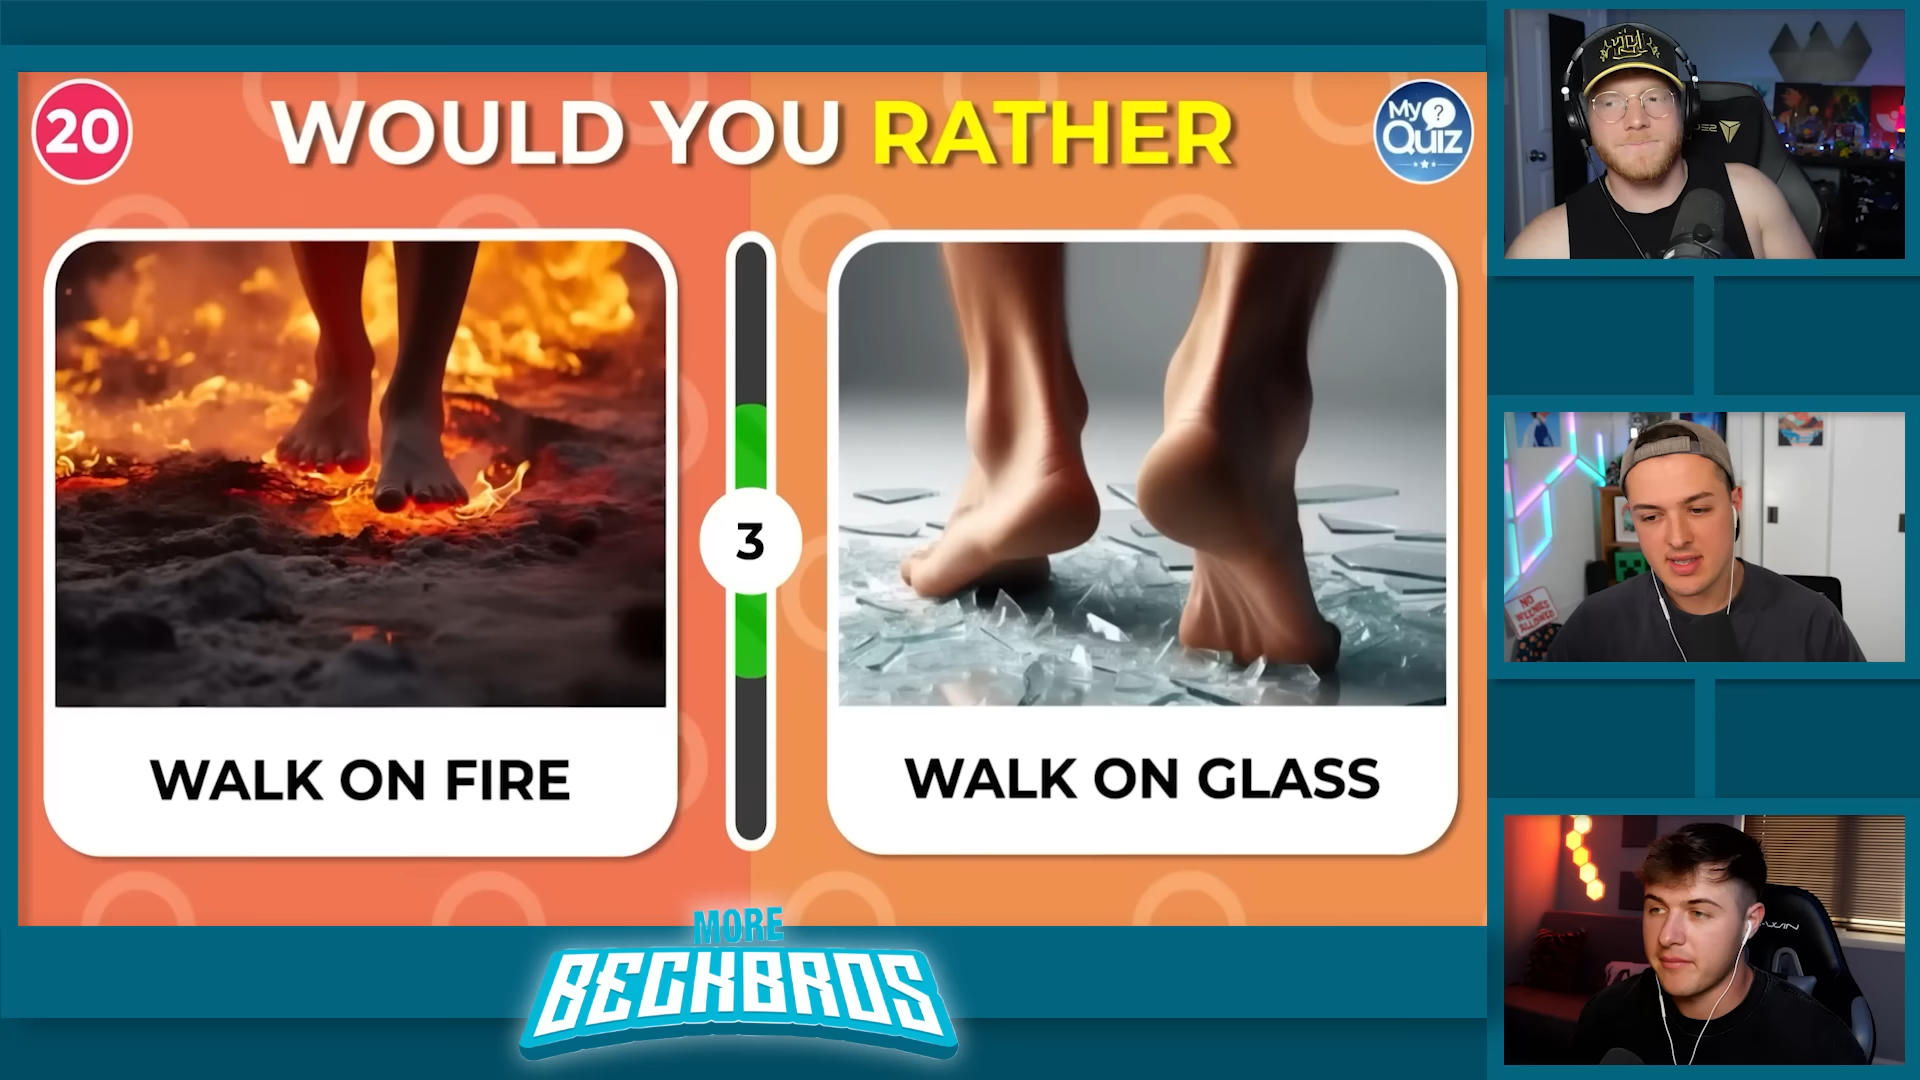 20
WOULD YOU RATHER
My
?
Quiz
3
WALK ON FIRE
WALK ON GLASS
MORE
BECKBROS